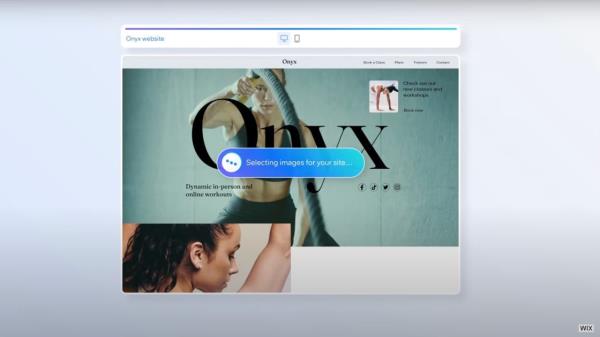 Onyx website
Onyx
Book a Class
Plans
Trainers
Contact
Check out our
new classes and
workshops
Book now
Onyx
Selecting images for your site...
Dynamic in-person and
online workouts
WIX